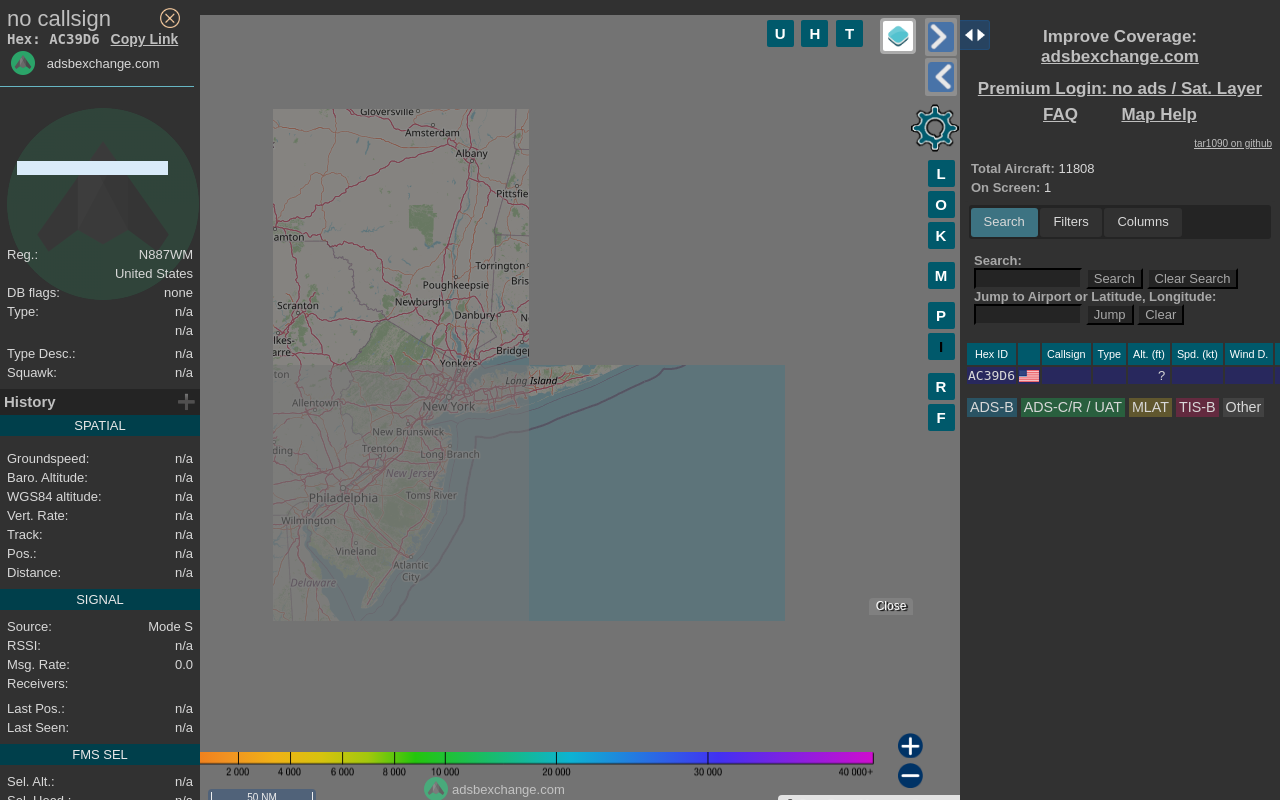 no callsign
Hex: AC39D6 Copy Link
adsbexchange.com
Reg.: N887WM
United States
DB flags: none
Type: n/a
n/a
Type Desc.: n/a
Squawk: n/a
History
SPATIAL
Groundspeed: n/a
Baro. Altitude: n/a
WGS84 altitude: n/a
Vert. Rate: n/a
Track: n/a
Pos.: n/a
Distance: n/a
SIGNAL
Source: Mode S
RSSI: n/a
Msg. Rate: 0.0
Receivers:
Last Pos.: n/a
Last Seen: n/a
FMS SEL
Sel. Alt.: n/a
U H T
L
O
K
M
P
I
R
F
Gloversville
Amsterdam
Albany
Pittsfie
amton
Torrington
Poughkeepsie
Bris
Scranton
Newburgh
Danbury
N
lkes-
arre
Bridgep
Yonkers
ton
Long Island
Allentown
New York
New Brunswick
ding
Trenton
Long Branch
New Jersey
Philadelphia
Toms River
Wilmington
Vineland
Atlantic
City
Delaware
Close
2 000 4 000 6 000 8 000 10 000 20 000 30 000 40 000+
adsbexchange.com
50 NM
Improve Coverage:
adsbexchange.com
Premium Login: no ads / Sat. Layer
FAQ Map Help
tar1090 on github
Total Aircraft: 11808
On Screen: 1
Search Filters Columns
Search:
Search Clear Search
Jump to Airport or Latitude, Longitude:
Jump Clear
Hex ID Callsign Type Alt. (ft) Spd. (kt) Wind D.
AC39D6 ?
ADS-B ADS-C/R / UAT MLAT TIS-B Other